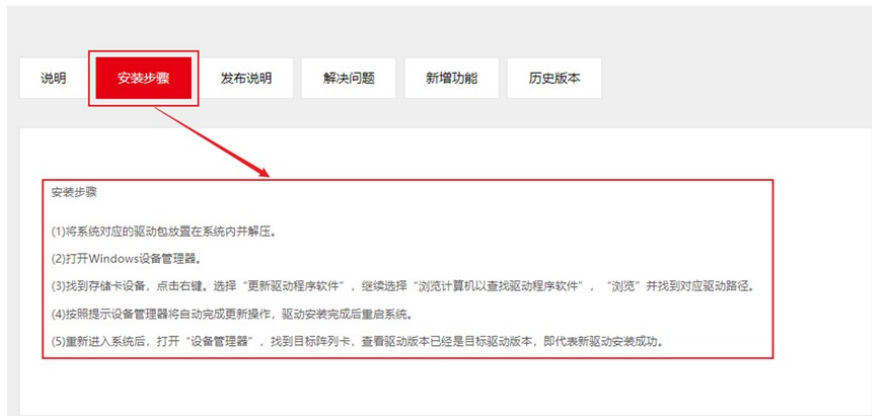 说明 安装步骤 发布说明 解决问题 新增功能 历史版本
安装步骤
(1)将系统对应的驱动包放置在系统内并解压。
(2)打开Windows设备管理器。
(3)找到存储卡设备，点击右键。选择“更新驱动程序软件”，继续选择“浏览计算机以查找驱动程序软件”，“浏览”并找到对应驱动路径。
(4)按照提示设备管理器将自动完成更新操作，驱动安装完成后重启系统。
(5)重新进入系统后，打开“设备管理器”，找到目标阵列卡，查看驱动版本已经是目标驱动版本，即代表新驱动安装成功。